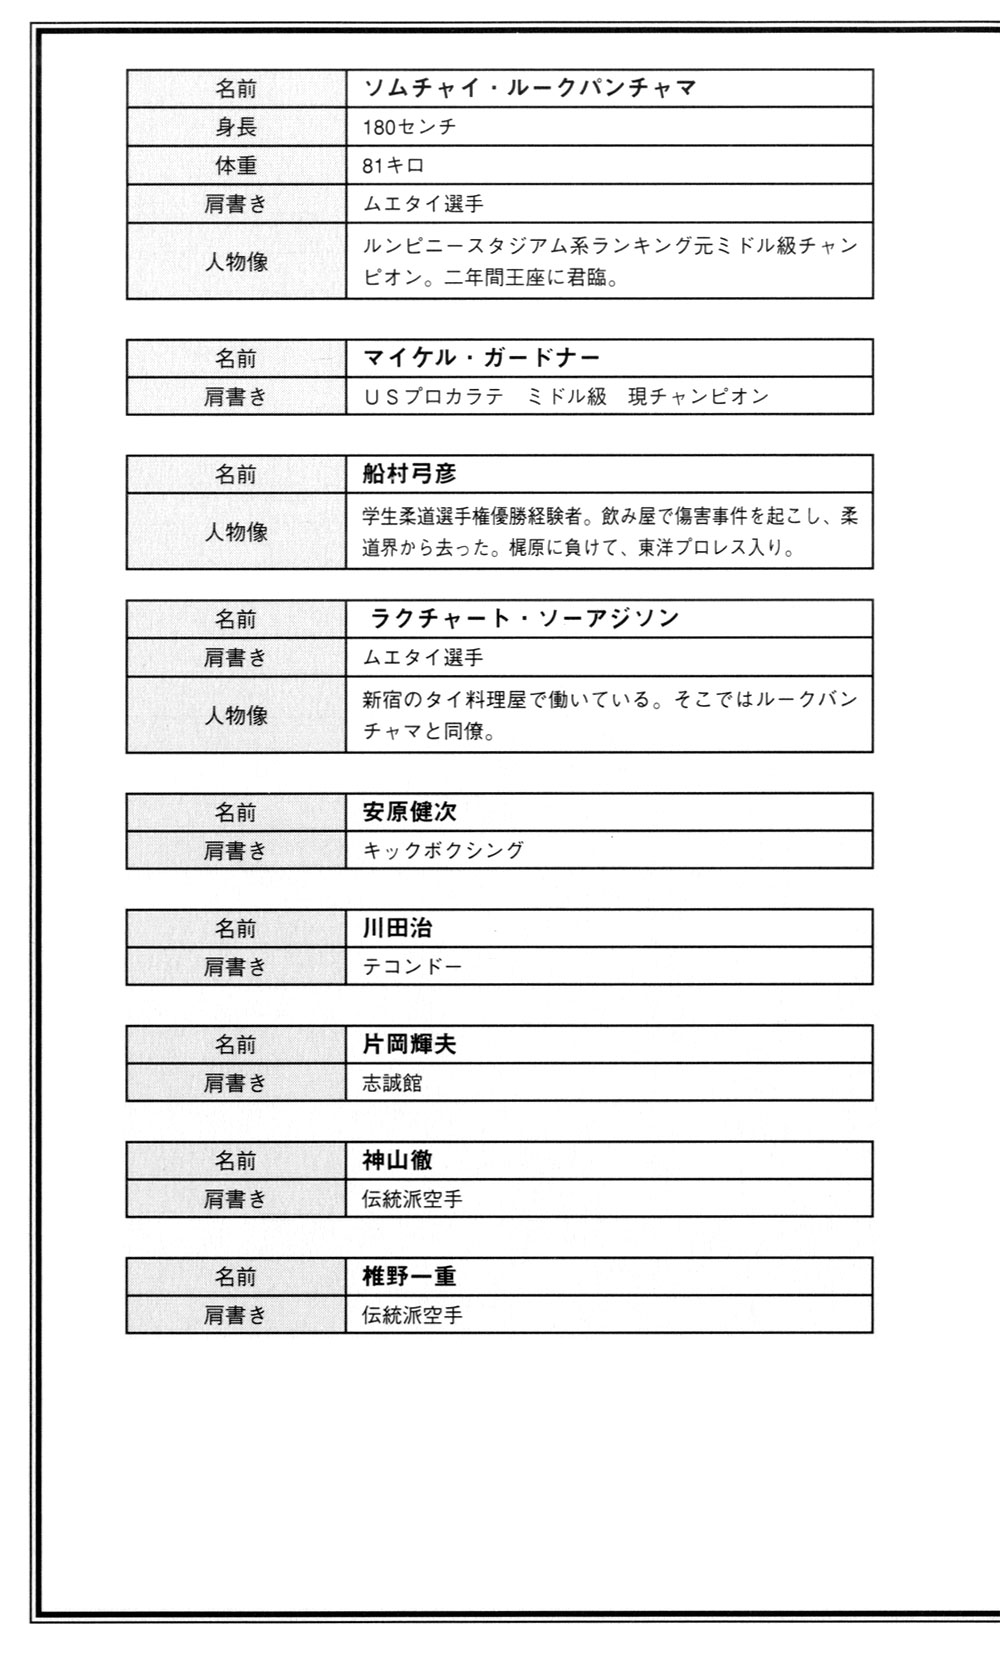 名前 ソムチャイ・ルークパンチャマ
身長 180センチ
体重 81キロ
肩書き ムエタイ選手
人物像 ルンピニースタジアム系ランキング元ミドル級チャン
ピオン。二年間王座に君臨。
名前 マイケル・ガードナー
肩書き USプロカラテ ミドル級 現チャンピオン
名前 船村弓彦
人物像 学生柔道選手権優勝経験者。飲み屋で傷害事件を起こし、柔
道界から去った。梶原に負けて、東洋プロレス入り。
名前 ラクチャート・ソーアジソン
肩書き ムエタイ選手
人物像 新宿のタイ料理屋で働いている。そこではルークバン
チャマと同僚。
名前 安原健次
肩書き キックボクシング
名前 川田治
肩書き テコンドー
名前 片岡輝夫
肩書き 志誠館
名前 神山徹
肩書き 伝統派空手
名前 椎野一重
肩書き 伝統派空手